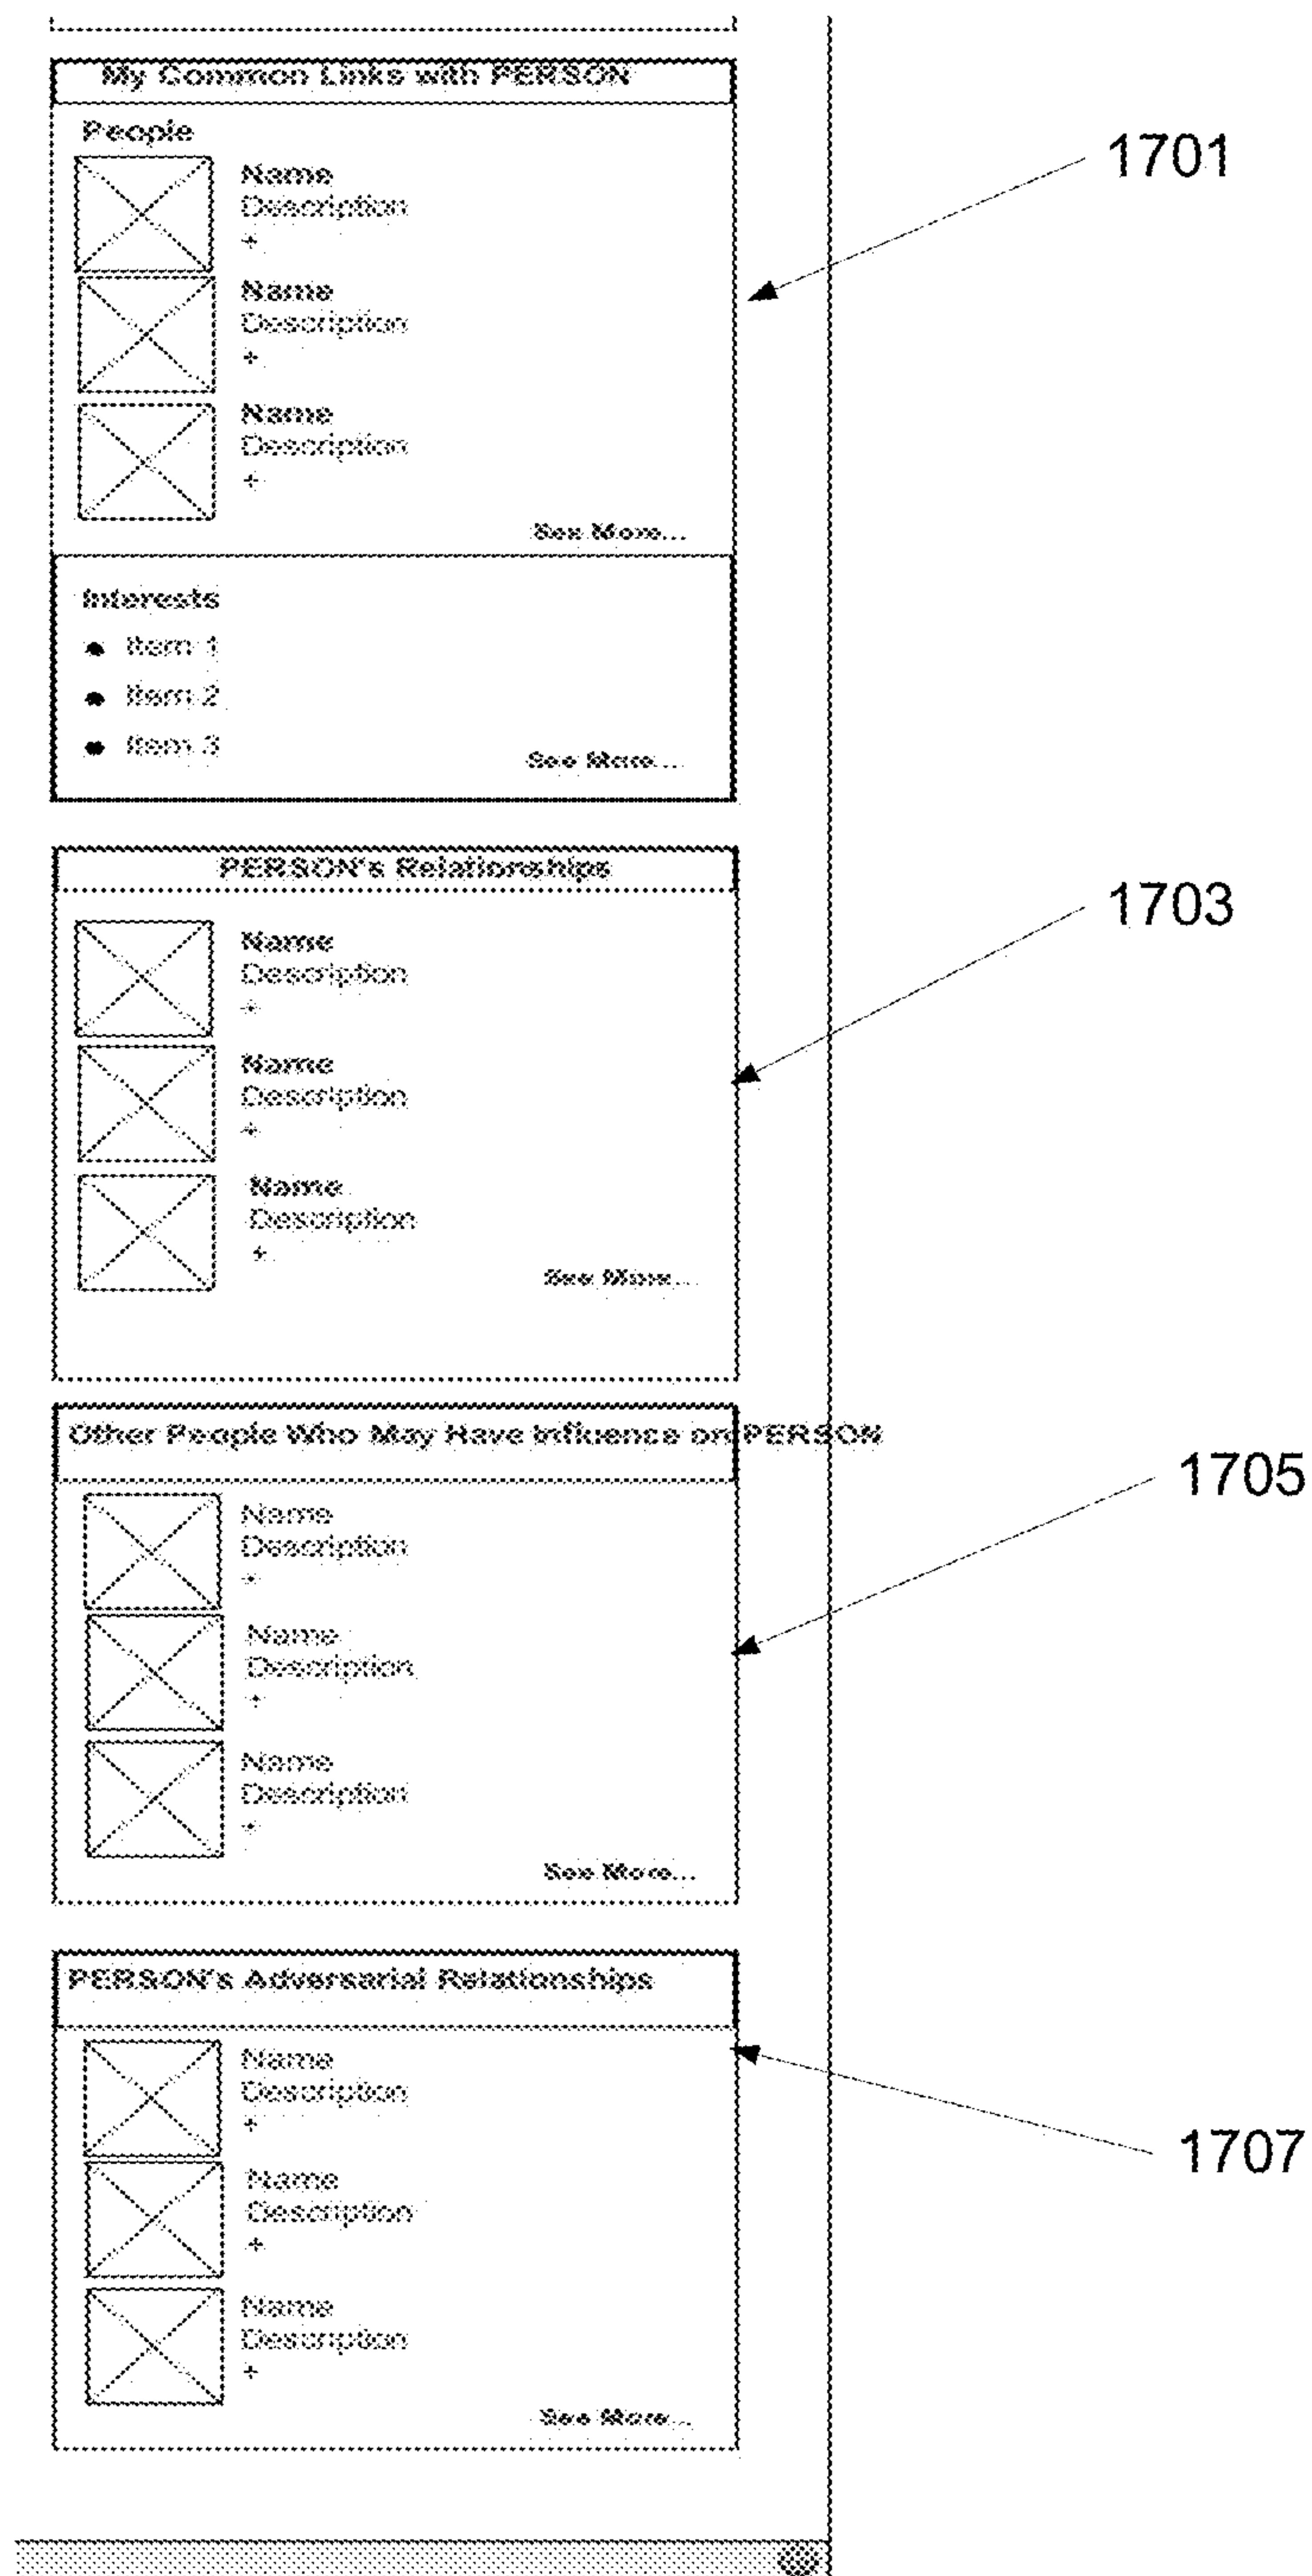 My Common Links with PERSON
People
Name
Description
+
Name
Description
+
Name
Description
+
See More...
Interests
• Item 1
• Item 2
• Item 3
See More...
1701
PERSON's Relationships
Name
Description
+
Name
Description
+
Name
Description
+
See More...
1703
Other People Who May Have Influence on PERSON
Name
Description
+
Name
Description
+
Name
Description
+
See More...
1705
PERSON's Adversarial Relationships
Name
Description
+
Name
Description
+
Name
Description
+
See More...
1707